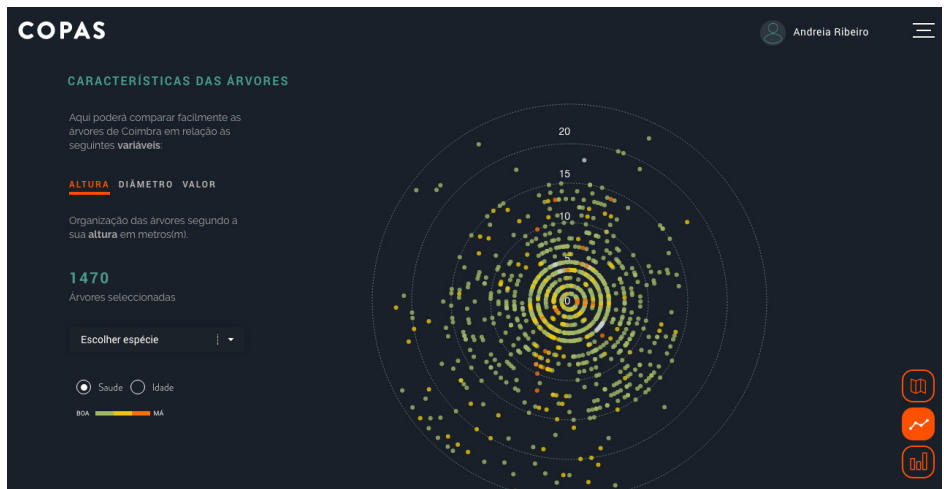 COPAS
Andreia Ribeiro
CARACTERÍSTICAS DAS ÁRVORES
Aqui poderá comparar facilmente as
árvores de Coimbra em relação às
seguintes variáveis:
ALTURA DIÂMETRO VALOR
Organização das árvores segundo a
sua altura em metros(m).
1470
Árvores seleccionadas
Escolher espécie
Saude Idade
BOA MÁ
20
15
10
5
0